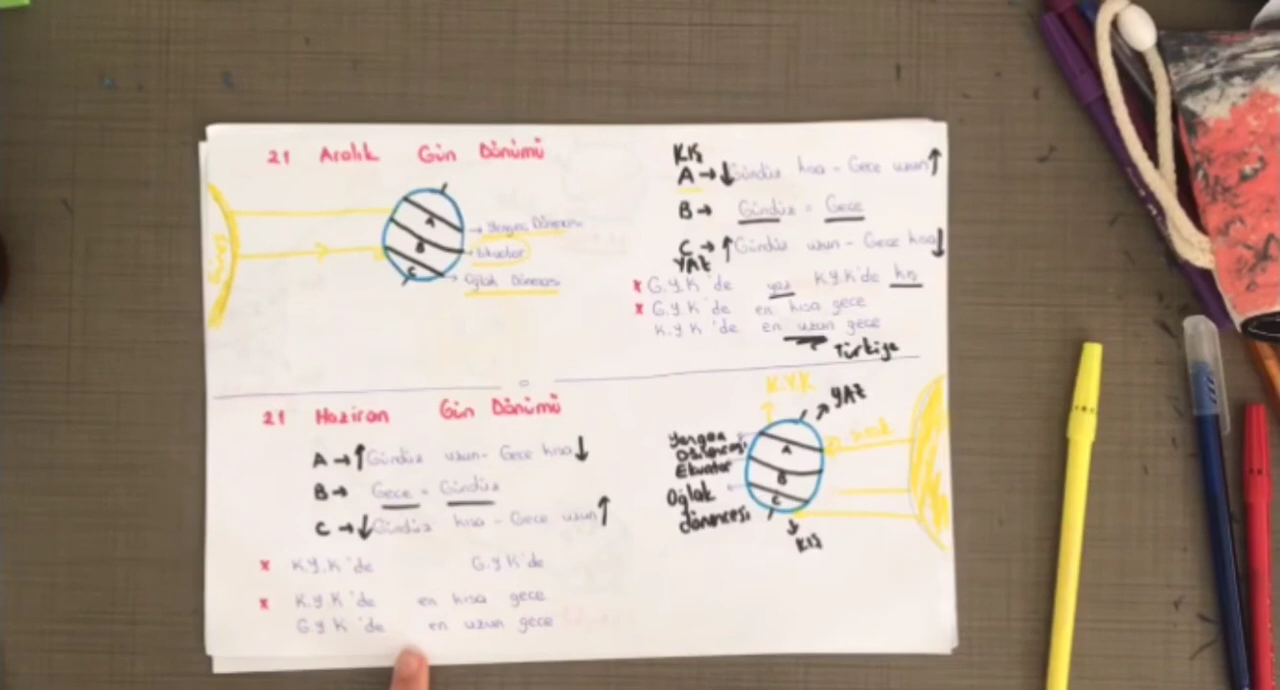 21 Aralık Gün Dönümü
Güneş
A
B
C
→ Yengeç Dönencesi
→ Ekvator
→ Oğlak Dönencesi
KIŞ
A → ↓ Gündüz kısa - Gece uzun ↑
B → Gündüz = Gece
C → ↑ Gündüz uzun - Gece kısa ↓
YAZ
x G.Y.K'de yaz K.Y.K'de kış
x G.Y.K'de en kısa gece
K.Y.K'de en uzun gece
Türkiye
21 Haziran Gün Dönümü
A → ↑ Gündüz uzun - Gece kısa ↓
B → Gece = Gündüz
C → ↓ Gündüz kısa - Gece uzun ↑
x K.Y.K'de G.Y.K'de
x K.Y.K'de en kısa gece
G.Y.K'de en uzun gece
K.Y.K
YAZ
Yengeç Dönencesi
Ekvator
Oğlak dönencesi
A
B
C
KIŞ